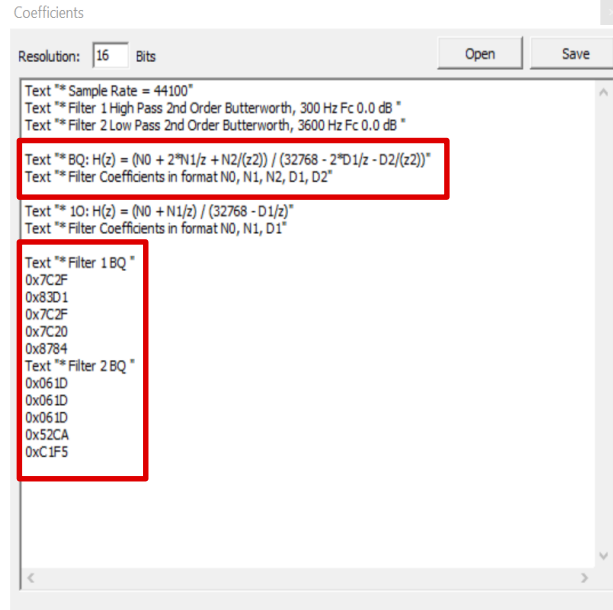 Coefficients
Resolution: 16 Bits Open Save
Text "* Sample Rate = 44100"
Text "* Filter 1 High Pass 2nd Order Butterworth, 300 Hz Fc 0.0 dB "
Text "* Filter 2 Low Pass 2nd Order Butterworth, 3600 Hz Fc 0.0 dB "
Text "* BQ: H(z) = (N0 + 2*N1/z + N2/(z2)) / (32768 - 2*D1/z - D2/(z2))"
Text "* Filter Coefficients in format N0, N1, N2, D1, D2"
Text "* 1O: H(z) = (N0 + N1/z) / (32768 - D1/z)"
Text "* Filter Coefficients in format N0, N1, D1"
Text "* Filter 1 BQ "
0x7C2F
0x83D1
0x7C2F
0x7C20
0x8784
Text "* Filter 2 BQ "
0x061D
0x061D
0x061D
0x52CA
0xC1F5